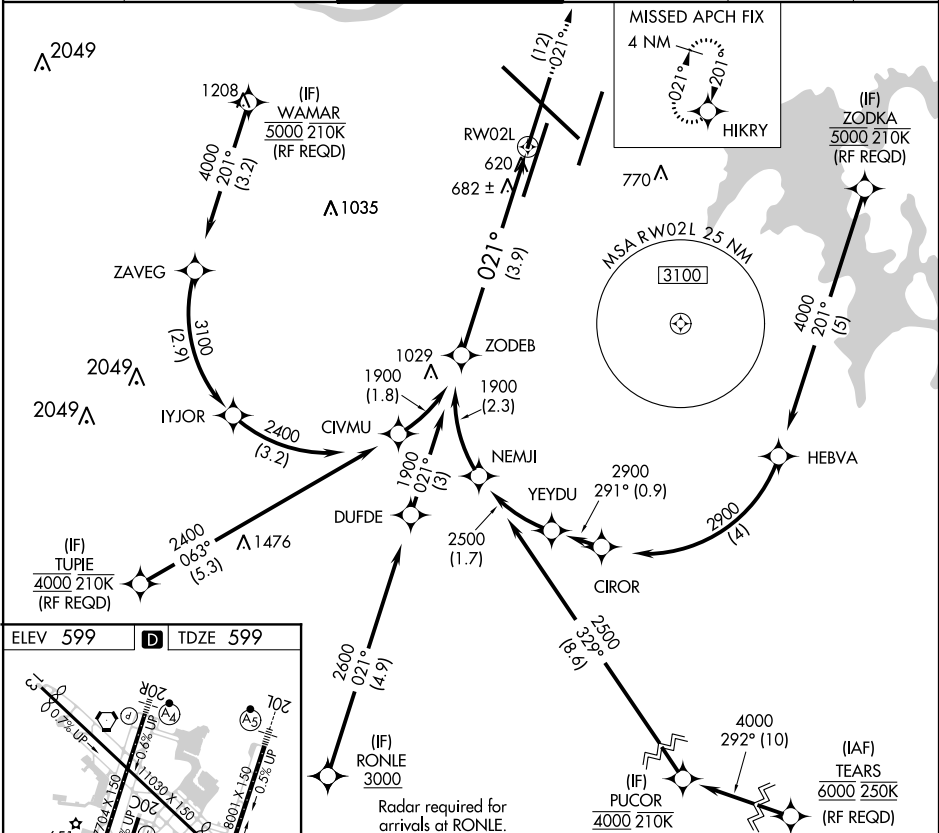 2049
1208
(IF)
WAMAR
5000 210K
(RF REQD)
4000
201°
(3.2)
1035
ZAVEG
3100
(2.9)
2049
2049
IYJOR
2400
(3.2)
(12)
021°
RW02L
620
682 ±
021°
(3.9)
MISSED APCH FIX
4 NM
021°
201°
HIKRY
770
(IF)
ZODKA
5000 210K
(RF REQD)
MSA RW02L 25 NM
3100
4000
201°
(5)
1029
ZODEB
1900
(1.8)
1900
(2.3)
CIVMU
NEMJI
HEBVA
1900
021°
(3)
YEYDU
2900
291° (0.9)
DUFDE
2500
(1.7)
2900
(4)
CIROR
2400
063°
(5.3)
1476
(IF)
TUPIE
4000 210K
(RF REQD)
2600
021°
(4.9)
2500
329°
(8.6)
(IF)
RONLE
3000
Radar required for
arrivals at RONLE.
4000
292° (10)
(IF)
PUCOR
4000 210K
(IAF)
TEARS
6000 250K
(RF REQD)
ELEV 599
D
TDZE 599
13
0.7% UP
20R
P
A4
0.6% UP
A5
20L
0.5% UP
11030 X 150
8001 X 150
20C